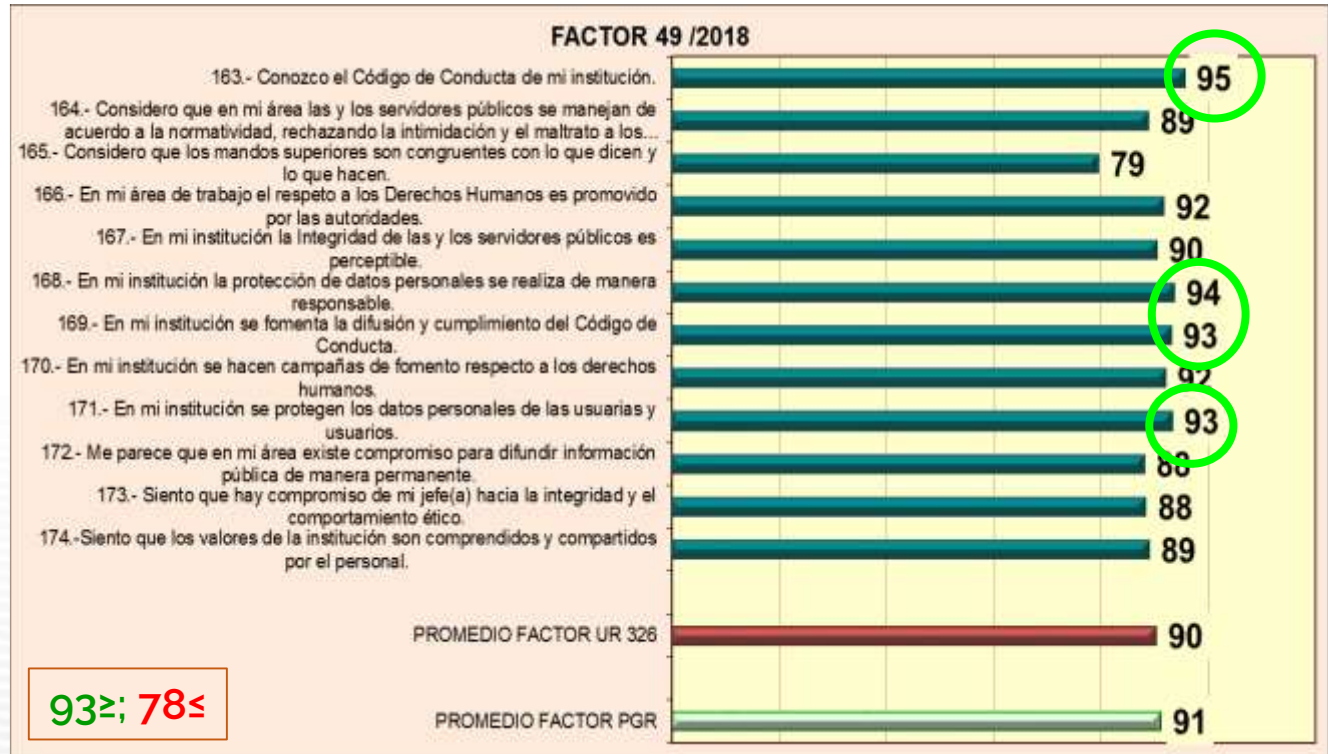 FACTOR 49 /2018
163.- Conozco el Código de Conducta de mi institución.
95
164.- Considero que en mi área las y los servidores públicos se manejan de
acuerdo a la normatividad, rechazando la intimidación y el maltrato a los...
89
165.- Considero que los mandos superiores son congruentes con lo que dicen y
lo que hacen.
79
166.- En mi área de trabajo el respeto a los Derechos Humanos es promovido
por las autoridades.
92
167.- En mi institución la Integridad de las y los servidores públicos es
perceptible.
90
168.- En mi institución la protección de datos personales se realiza de manera
responsable.
94
169.- En mi institución se fomenta la difusión y cumplimiento del Código de
Conducta.
93
170.- En mi institución se hacen campañas de fomento respecto a los derechos
humanos.
92
171.- En mi institución se protegen los datos personales de las usuarias y
usuarios.
93
172.- Me parece que en mi área existe compromiso para difundir información
pública de manera permanente.
88
173.- Siento que hay compromiso de mi jefe(a) hacia la integridad y el
comportamiento ético.
88
174.-Siento que los valores de la institución son comprendidos y compartidos
por el personal.
89
PROMEDIO FACTOR UR 326
90
PROMEDIO FACTOR PGR
91
93≥; 78≤